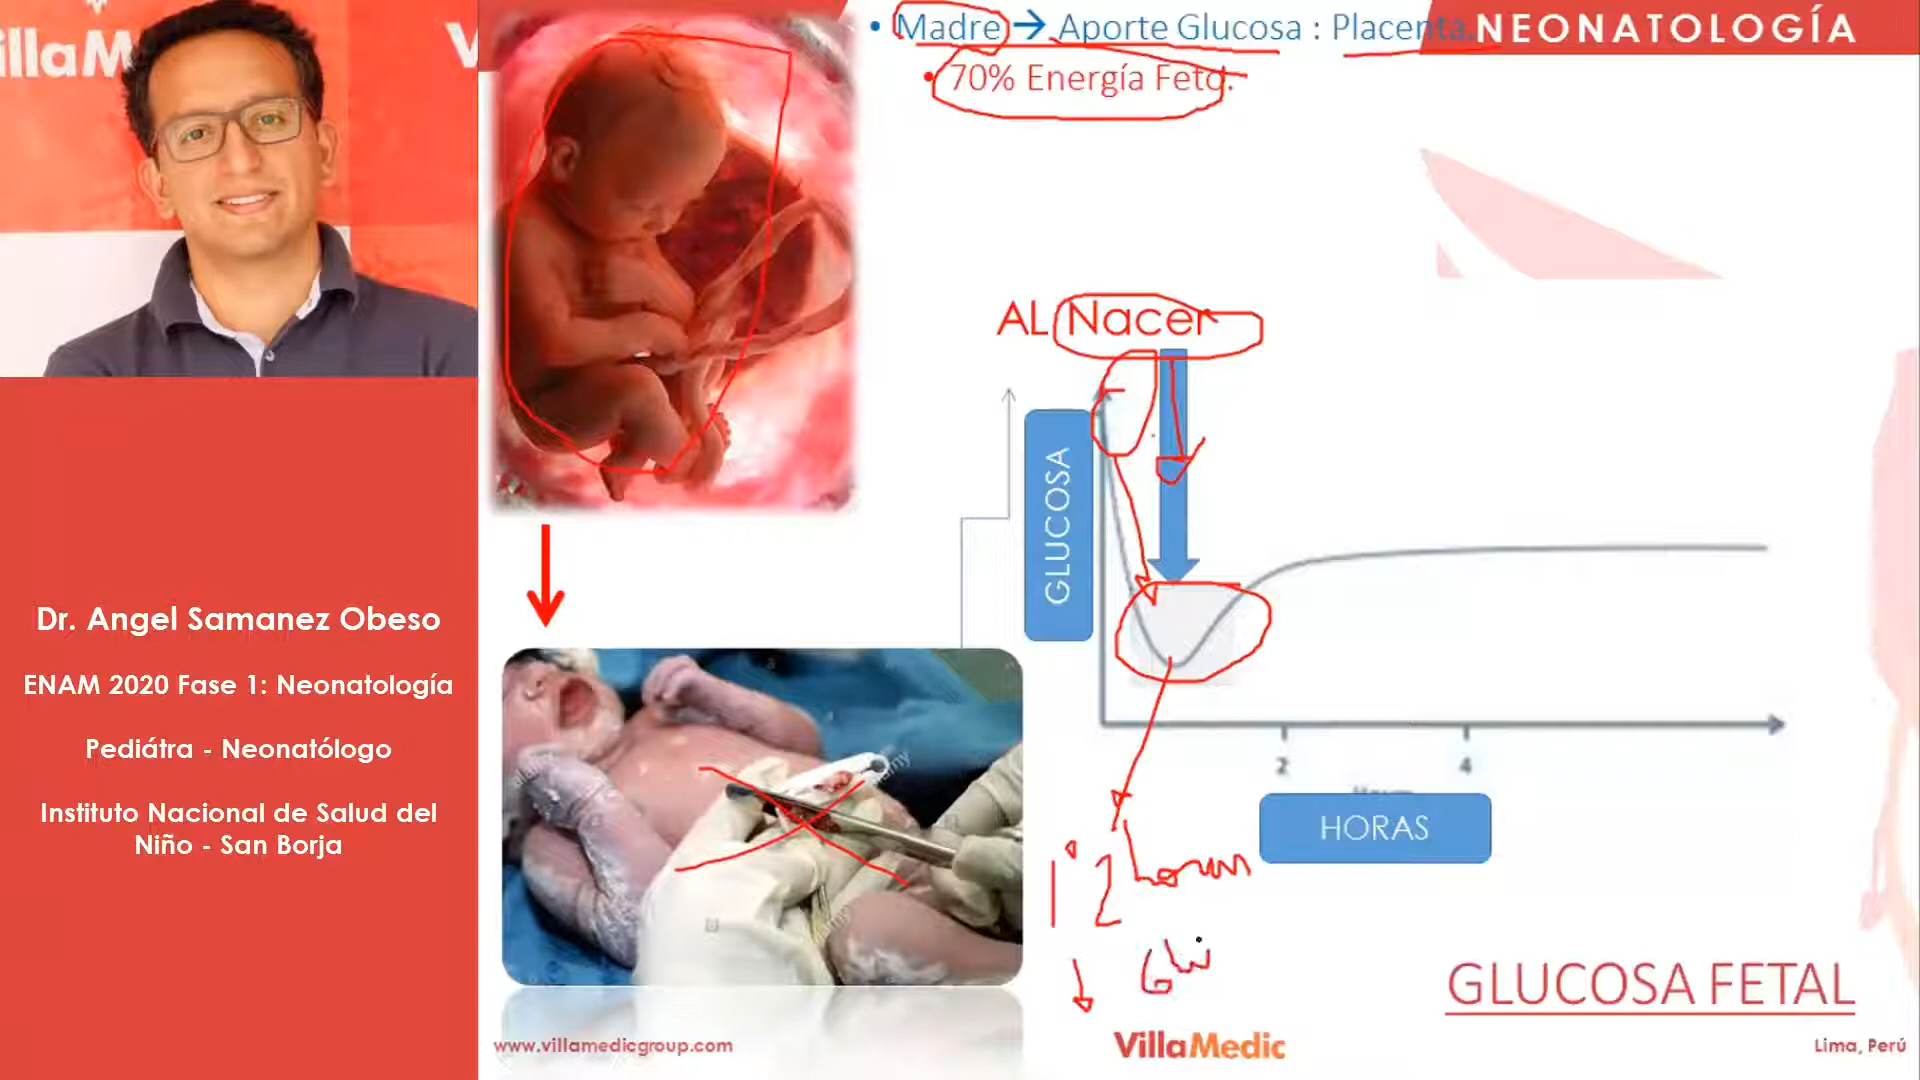 illaM
V
• Madre → Aporte Glucosa : Placenta.
NEONATOLOGÍA
• 70% Energía Feto.
AL Nacer
GLUCOSA
2
4
HORAS
1° 2 horas
↓
Dr. Angel Samanez Obeso
ENAM 2020 Fase 1: Neonatología
Pediátra - Neonatólogo
Instituto Nacional de Salud del
Niño - San Borja
GLUCOSA FETAL
www.villamedicgroup.com
VillaMedic
Lima, Perú